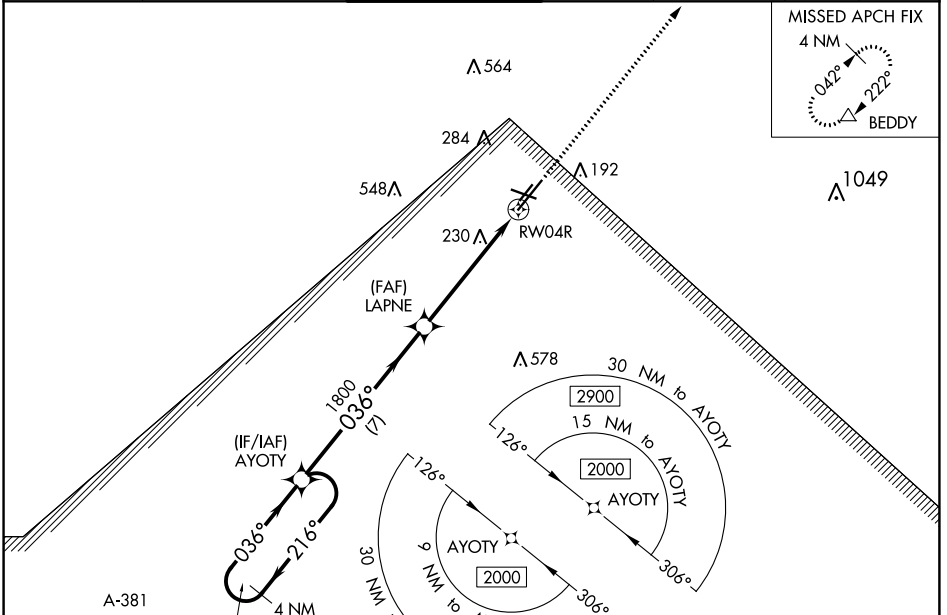 MISSED APCH FIX
4 NM
042°
222°
BEDDY
564
284
548
192
1049
RW04R
230
(FAF)
LAPNE
578
30 NM to AYOTY
2900
15 NM to AYOTY
2000
126°
AYOTY
306°
1800
036°
(7)
(IF/IAF)
AYOTY
036°
216°
4 NM
A-381
126°
AYOTY
2000
306°
30 NM
9 NM to